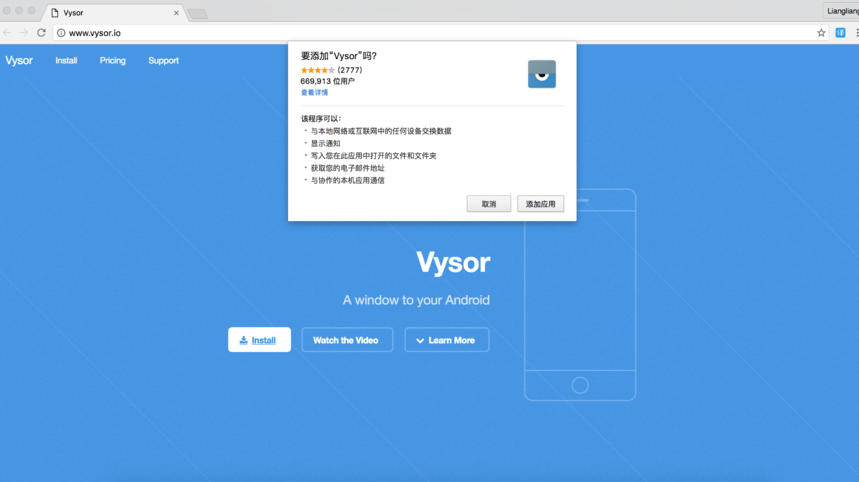 Vysor
Liangliang
www.vysor.io
译
Vysor
Install
Pricing
Support
要添加“Vysor”吗?
(2777)
669,913 位用户
查看详情
该程序可以:
与本地网络或互联网中的任何设备交换数据
显示通知
写入您在此应用中打开的文件和文件夹
获取您的电子邮件地址
与协作的本机应用通信
取消
添加应用
Vysor
A window to your Android
Install
Watch the Video
Learn More